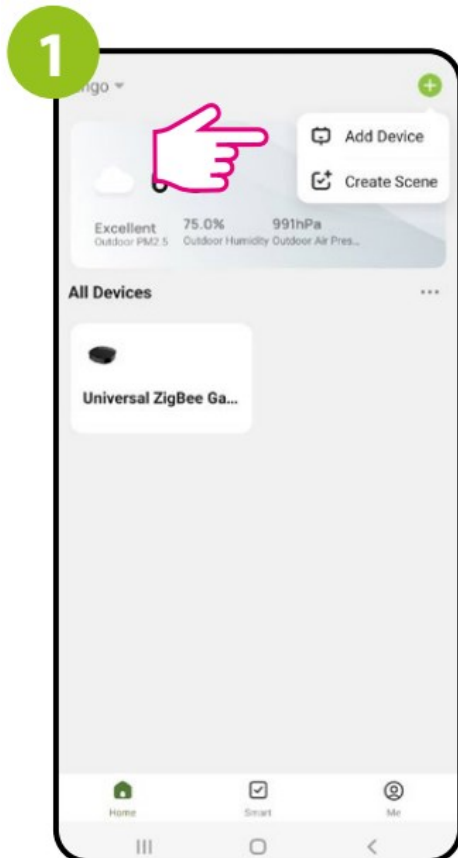 1
ngo
Add Device
Create Scene
Excellent 75.0% 991hPa
Outdoor PM2.5 Outdoor Humidity Outdoor Air Pres...
All Devices
Universal ZigBee Ga...
Home Smart Me